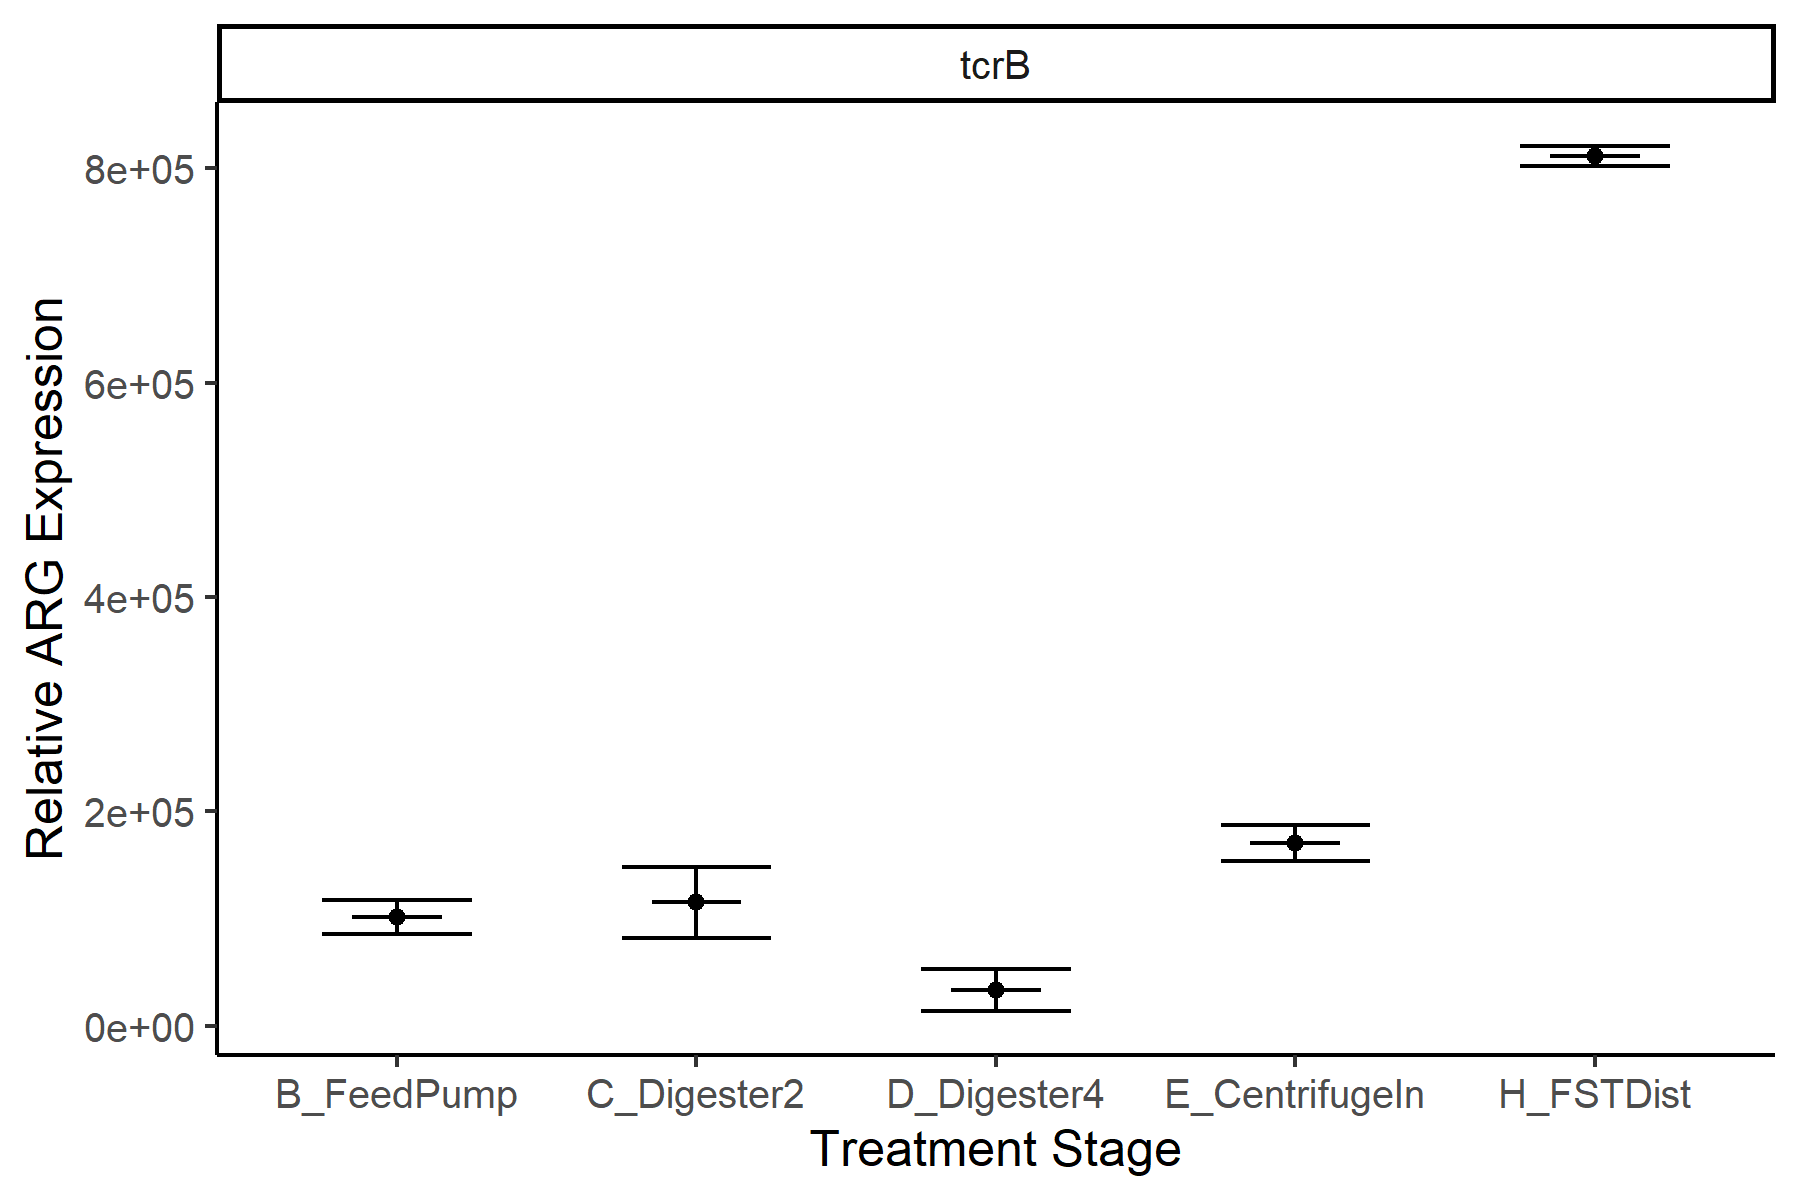 tcrB
Relative ARG Expression
8e+05
6e+05
4e+05
2e+05
0e+00
B_FeedPump
C_Digester2
D_Digester4
E_CentrifugeIn
H_FSTDist
Treatment Stage